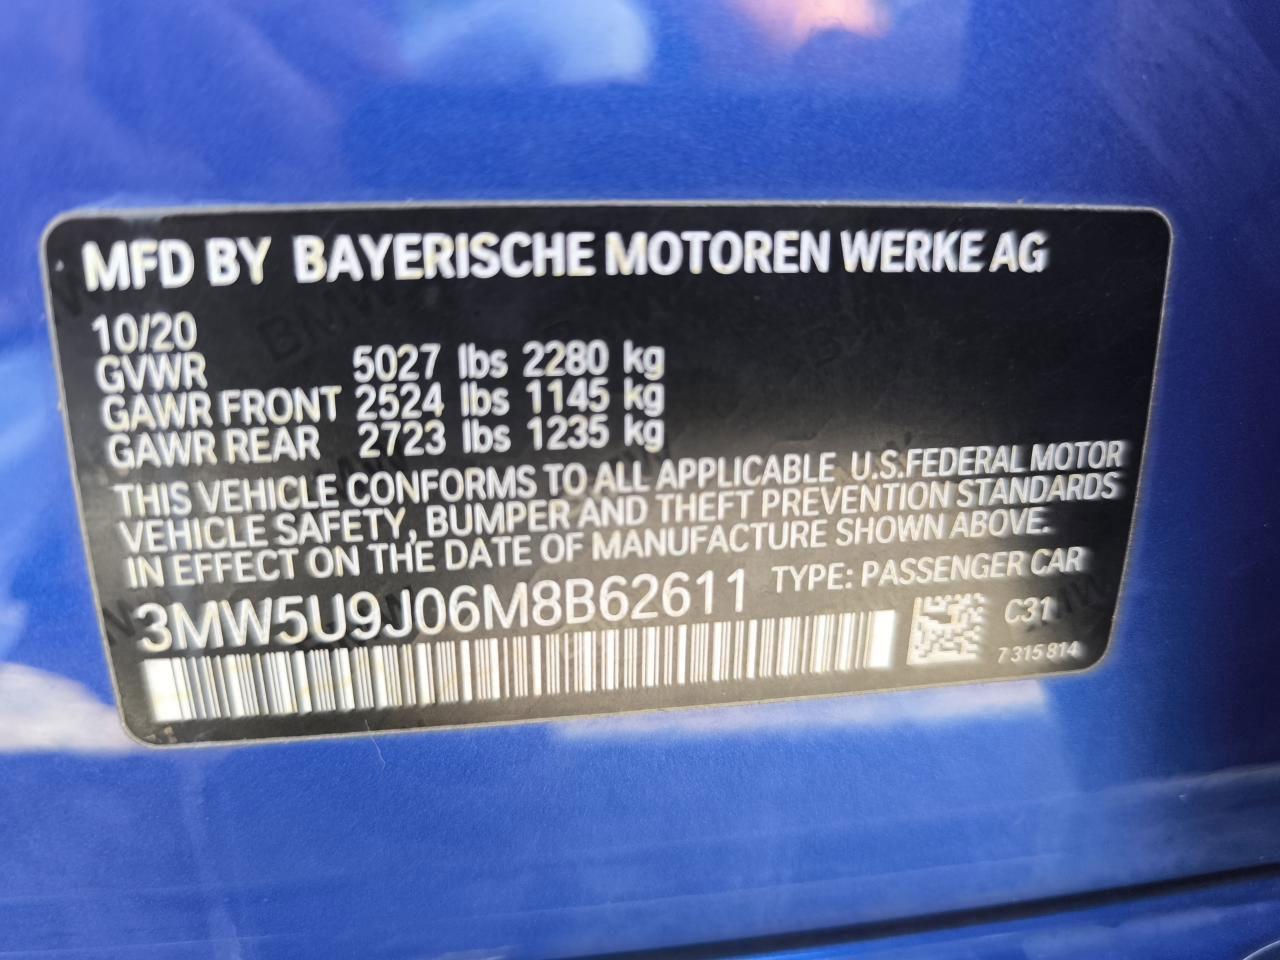 MFD BY BAYERISCHE MOTOREN WERKE AG
10/20
GVWR 5027 lbs 2280 kg
GAWR FRONT 2524 lbs 1145 kg
GAWR REAR 2723 lbs 1235 kg
THIS VEHICLE CONFORMS TO ALL APPLICABLE U.S.FEDERAL MOTOR
VEHICLE SAFETY, BUMPER AND THEFT PREVENTION STANDARDS
IN EFFECT ON THE DATE OF MANUFACTURE SHOWN ABOVE.
3MW5U9J06M8B62611 TYPE: PASSENGER CAR
C31
7 315 814